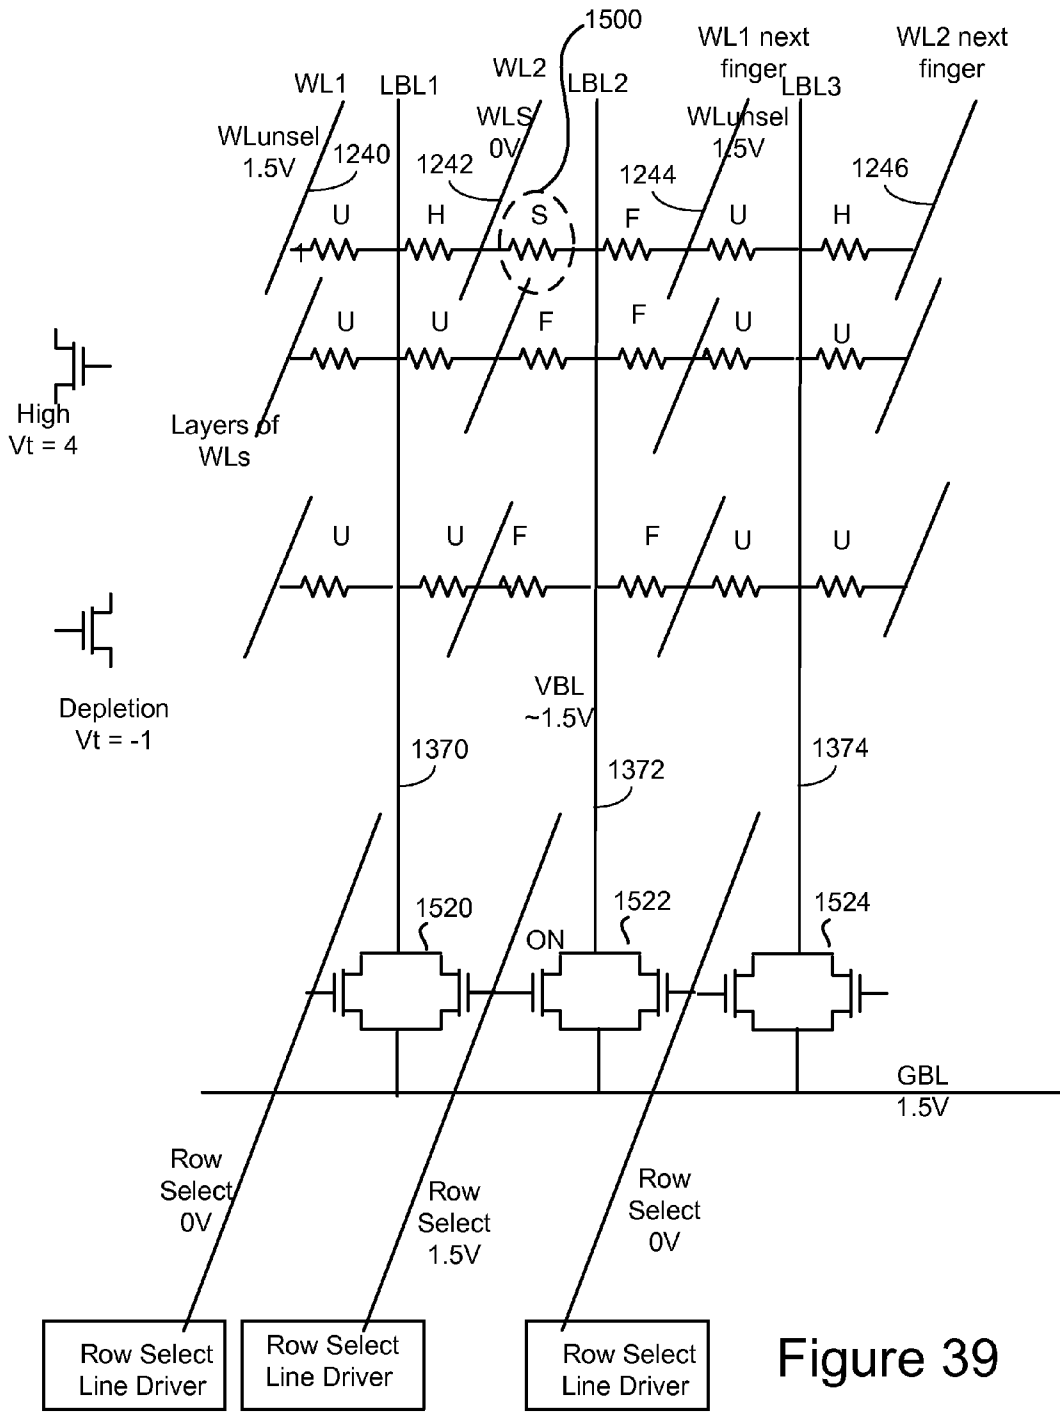 1500
WL1 next
finger
WL2 next
finger
WL1
LBL1
WL2
LBL2
LBL3
WLunsel
1.5V
1240
1242
WLS
0V
1244
WLunsel
1.5V
1246
U
H
S
F
U
H
U
U
F
F
U
U
High
Vt = 4
Layers of
WLs
U
U
F
F
U
U
Depletion
Vt = -1
VBL
~1.5V
1370
1372
1374
1520
ON
1522
1524
GBL
1.5V
Row
Select
0V
Row
Select
1.5V
Row
Select
0V
Row Select
Line Driver
Row Select
Line Driver
Row Select
Line Driver
Figure 39